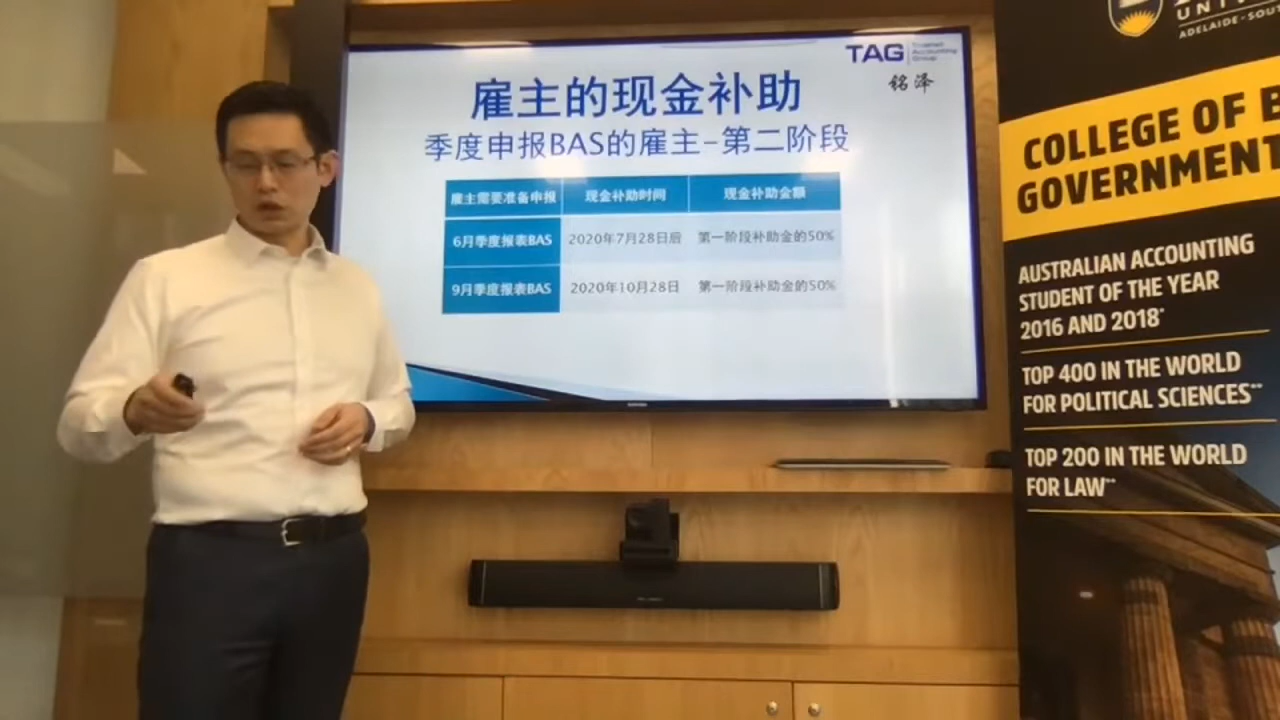 TAG
Accounting
Group
铭泽
雇主的现金补助
季度申报BAS的雇主-第二阶段
雇主需要准备申报 现金补助时间 现金补助金额
6月季度报表BAS 2020年7月28日后 第一阶段补助金的50%
9月季度报表BAS 2020年10月28日 第一阶段补助金的50%
ADELAIDE
COLLEGE OF
GOVERNMENT
AUSTRALIAN ACCOUNTING
STUDENT OF THE YEAR
2016 AND 2018*
TOP 400 IN THE WORLD
FOR POLITICAL SCIENCES**
TOP 200 IN THE WORLD
FOR LAW**